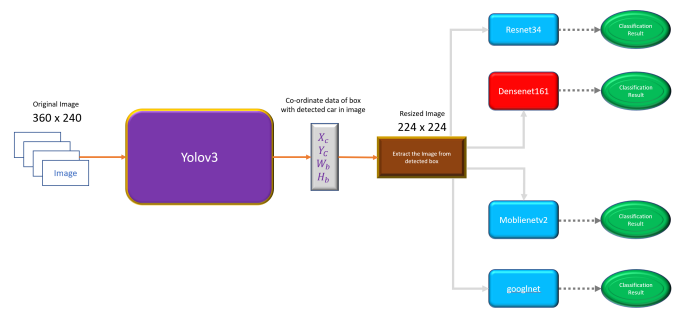 Original Image
360 x 240
Image
Yolov3
Co-ordinate data of box
with detected car in image
X_c
Y_C
W_b
H_b
Resized Image
224 x 224
Extract the Image from
detected box
Resnet34
Classification
Result
Densenet161
Classification
Result
Moblienetv2
Classification
Result
googlnet
Classification
Result